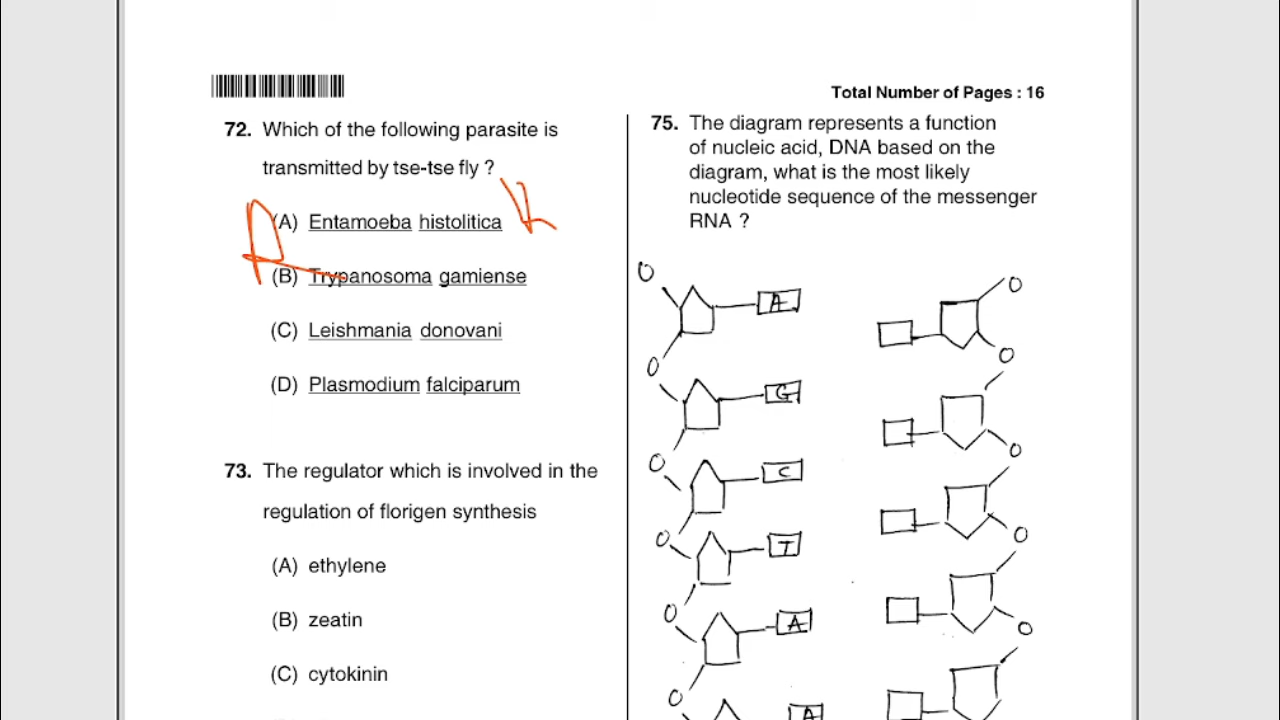 Total Number of Pages : 16
72. Which of the following parasite is
transmitted by tse-tse fly ?
(A) Entamoeba histolitica
(B) Trypanosoma gamiense
(C) Leishmania donovani
(D) Plasmodium falciparum
73. The regulator which is involved in the
regulation of florigen synthesis
(A) ethylene
(B) zeatin
(C) cytokinin
75. The diagram represents a function
of nucleic acid, DNA based on the
diagram, what is the most likely
nucleotide sequence of the messenger
RNA ?
A
G
C
T
A
A